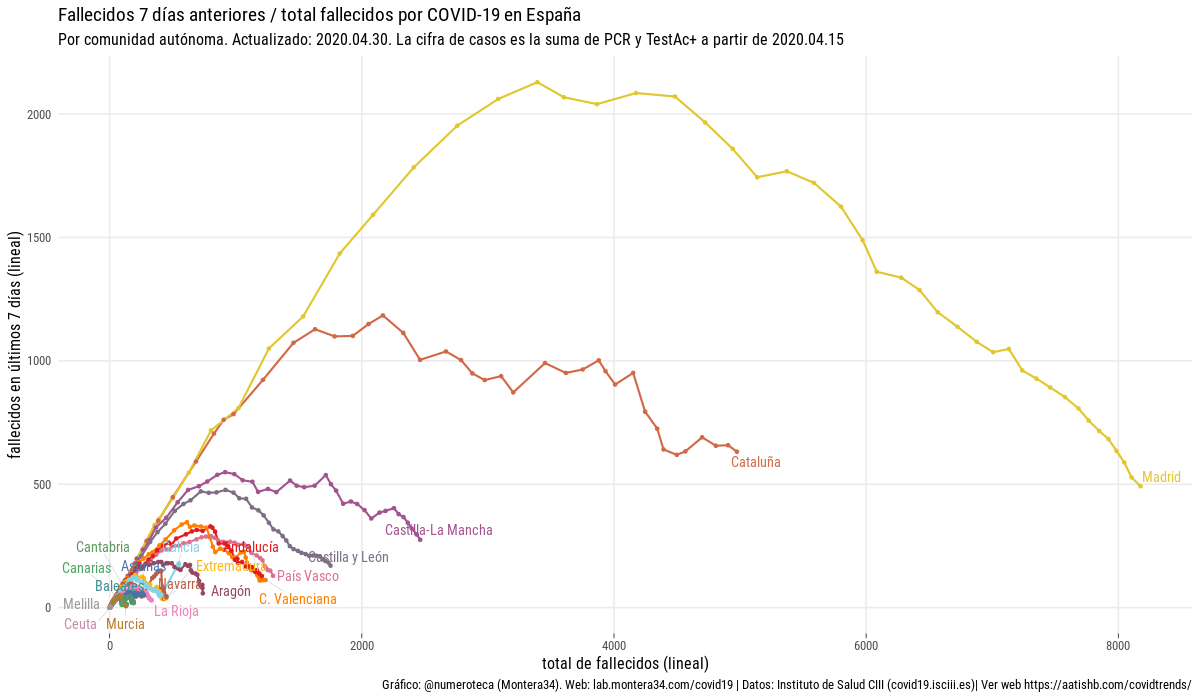 Fallecidos 7 días anteriores / total fallecidos por COVID-19 en España
Por comunidad autónoma. Actualizado: 2020.04.30. La cifra de casos es la suma de PCR y TestAc+ a partir de 2020.04.15
fallecidos en últimos 7 días (lineal)
2000
1500
1000
500
0
Madrid
Cataluña
Castilla-La Mancha
Cantabria
Galicia
Andalucía
Castilla y León
Canarias
Asturias
Extremadura
País Vasco
Baleares
Navarra
Aragón
C. Valenciana
Melilla
La Rioja
Ceuta
Murcia
0
2000
4000
6000
8000
total de fallecidos (lineal)
Gráfico: @numeroteca (Montera34). Web: lab.montera34.com/covid19 | Datos: Instituto de Salud CIII (covid19.isciii.es)| Ver web https://aatishb.com/covidtrends/